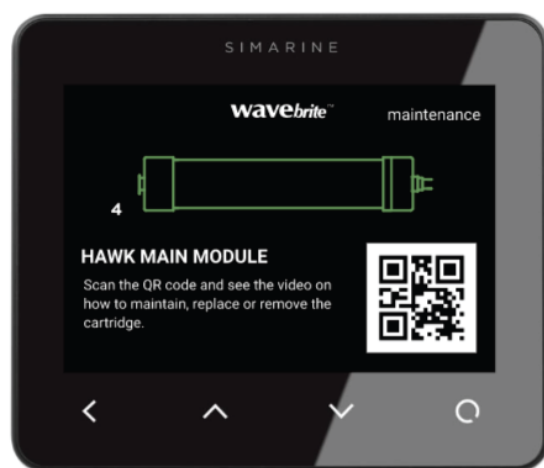 SIMARINE
wavebrite™
maintenance
4
HAWK MAIN MODULE
Scan the QR code and see the video on
how to maintain, replace or remove the
cartridge.